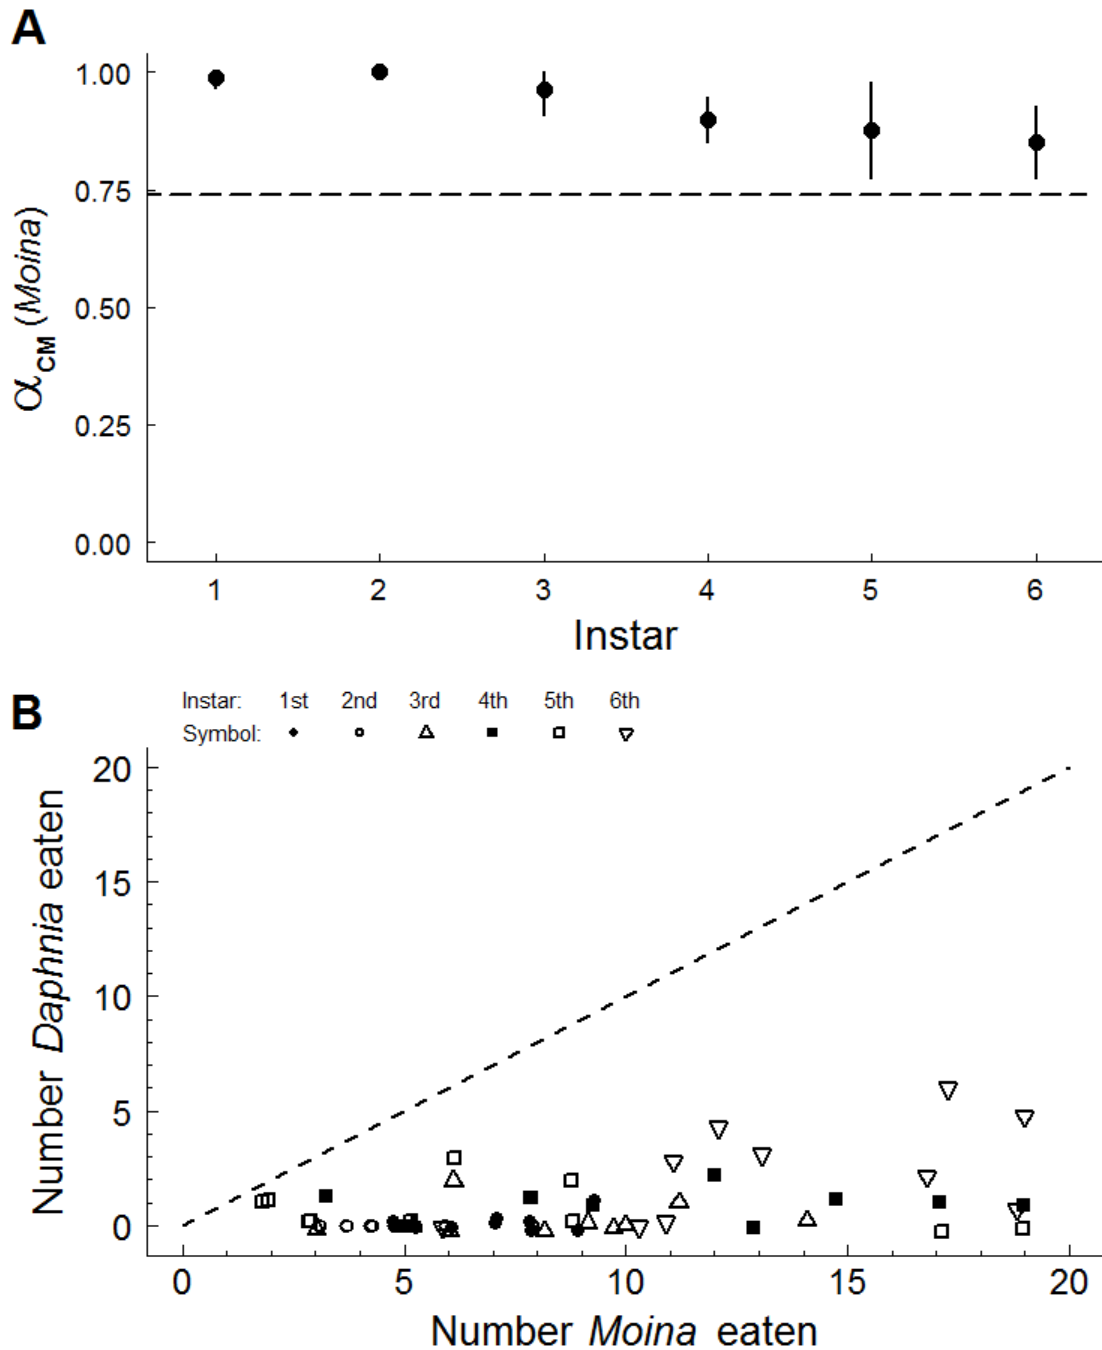 A
1.00
0.75
0.50
0.25
0.00
αCM (Moina)
1 2 3 4 5 6
Instar
B
Instar: 1st 2nd 3rd 4th 5th 6th
Symbol:
20
15
10
5
0
Number Daphnia eaten
0 5 10 15 20
Number Moina eaten